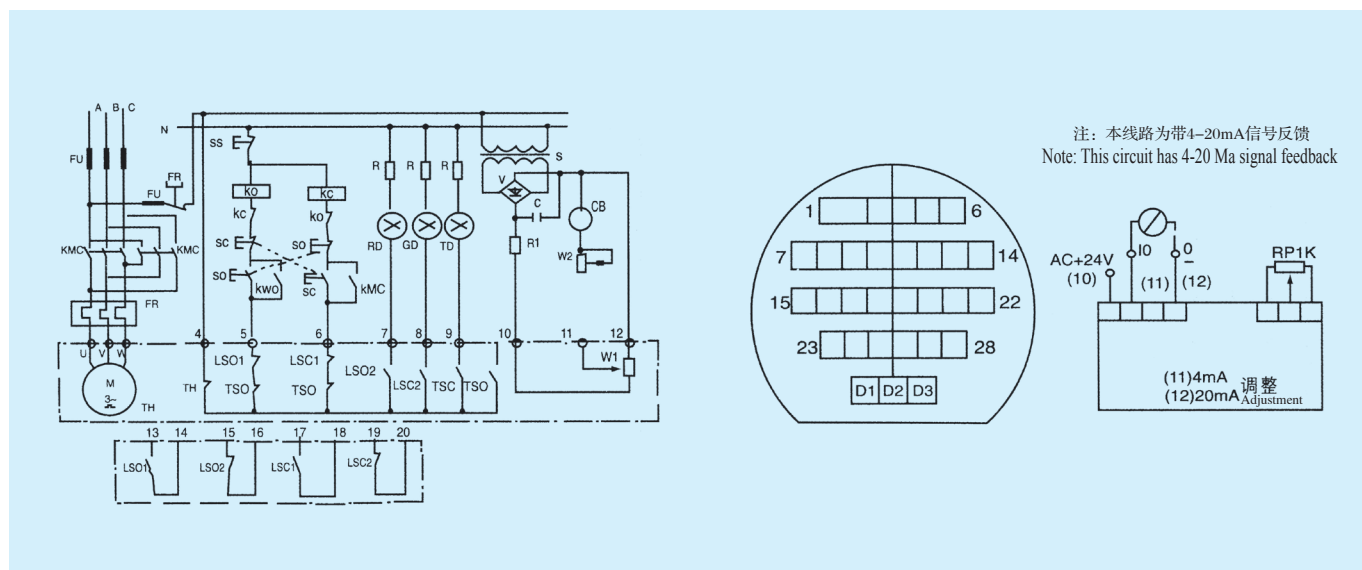 A B C
N
FU
FR
FU
KMC
KMC
FR
SS
ko
kc
kc
ko
SC
SO
SO
SC
kwo
kMC
R
R
R
RD
GD
TD
S
V
C
CB
R1
W2
4
5
6
7
8
9
10
11
12
U
V
W
M
3~
TH
TH
LSO1
TSO
LSC1
TSO
LSO2
LSC2
TSC
TSO
W1
13
14
15
16
17
18
19
20
LSO1
LSO2
LSC1
LSC2
1
6
7
14
15
22
23
28
D1 D2 D3
注：本线路为带4-20mA信号反馈
Note: This circuit has 4-20 Ma signal feedback
I0
0
AC+24V
(10)
(11)
(12)
RP1K
(11)4mA
(12)20mA
调整
Adjustment